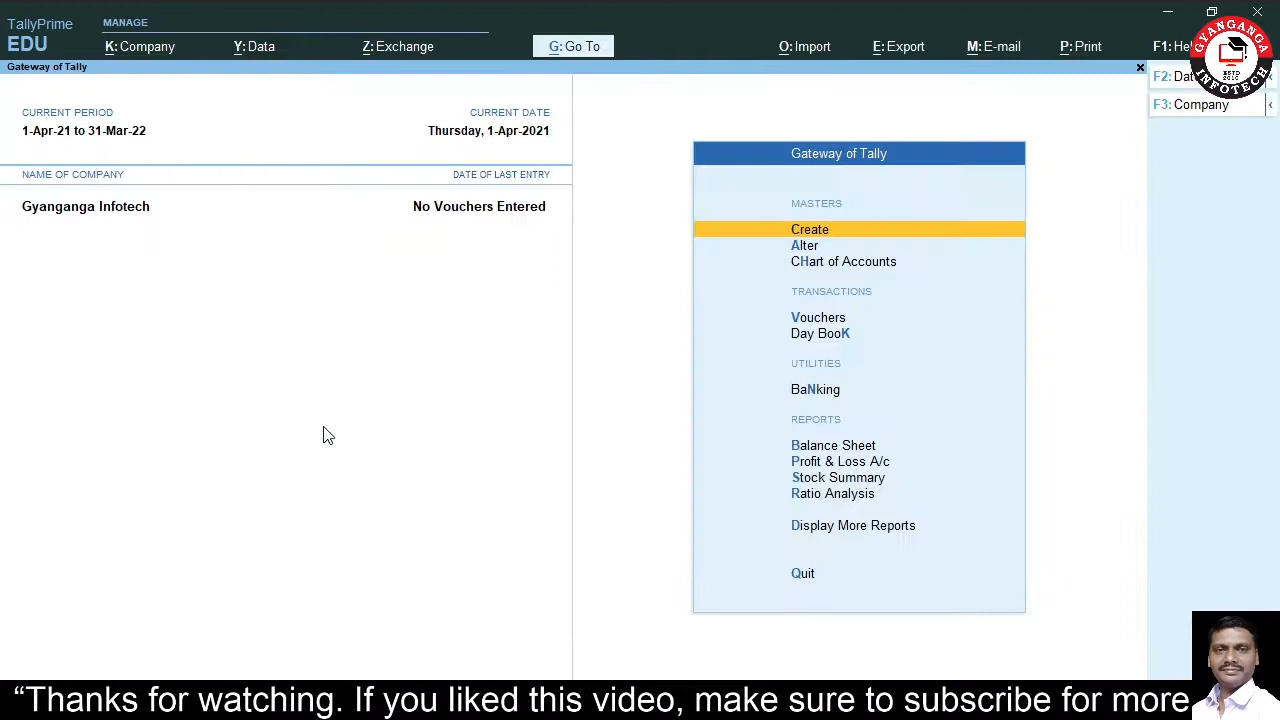 TallyPrime
EDU
MANAGE
K: Company
Y: Data
Z: Exchange
G: Go To
O: Import
E: Export
M: E-mail
P: Print
F1: He
Gateway of Tally
F2: Dat
F3: Company
GYANGANGA
ESTD
2010
INFOTECH
CURRENT PERIOD
CURRENT DATE
1-Apr-21 to 31-Mar-22
Thursday, 1-Apr-2021
NAME OF COMPANY
DATE OF LAST ENTRY
Gyanganga Infotech
No Vouchers Entered
Gateway of Tally
MASTERS
Create
Alter
CHart of Accounts
TRANSACTIONS
Vouchers
Day BooK
UTILITIES
BaNking
REPORTS
Balance Sheet
Profit & Loss A/c
Stock Summary
Ratio Analysis
Display More Reports
Quit
“Thanks for watching. If you liked this video, make sure to subscribe for more